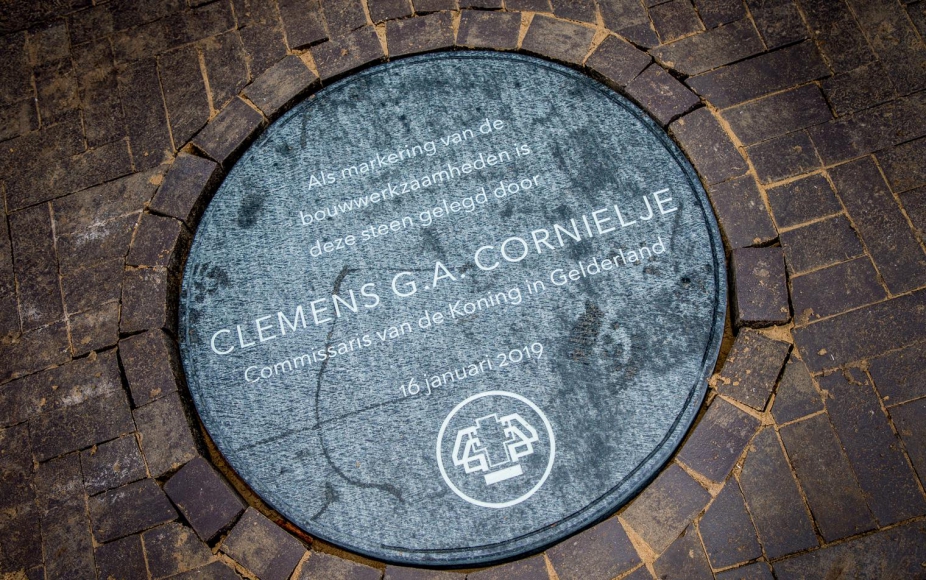 Als markering van de
bouwwerkzaamheden is
deze steen gelegd door
CLEMENS G.A. CORNIELJE
Commissaris van de Koning in Gelderland
16 januari 2019